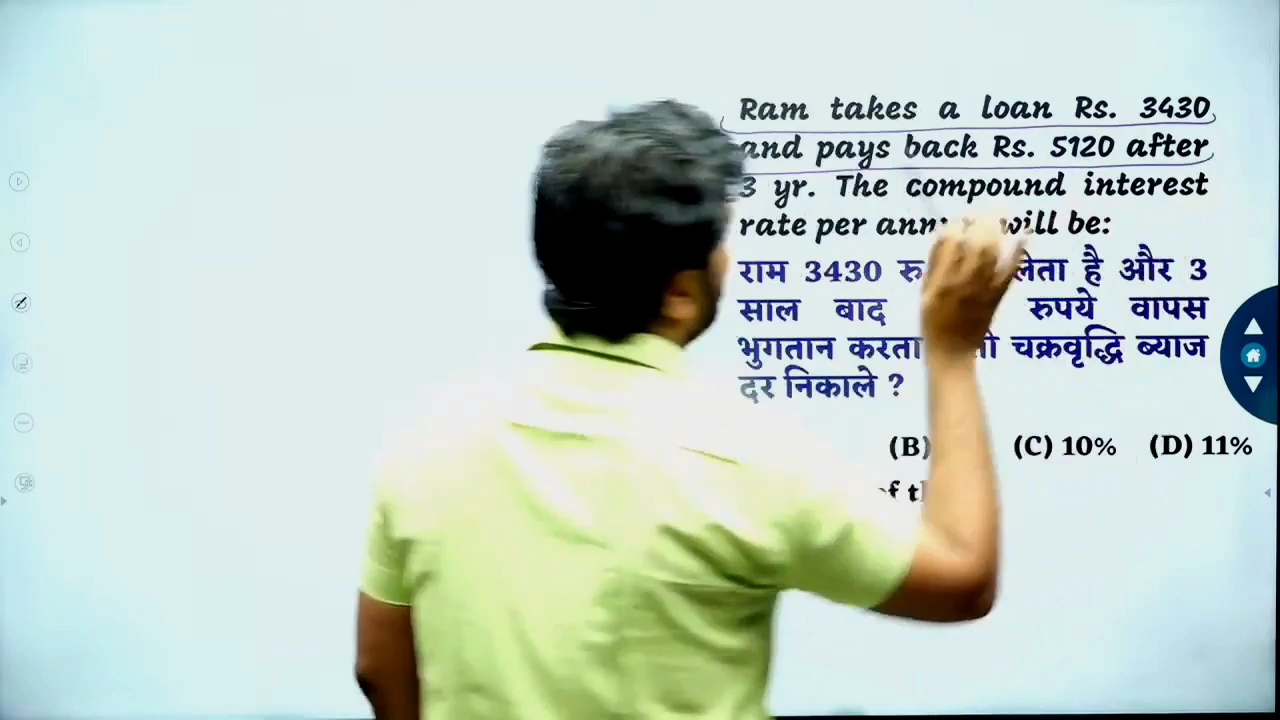 Ram takes a loan Rs. 3430
and pays back Rs. 5120 after
3 yr. The compound interest
rate per will be:
राम 3430 है और 3
साल बाद रुपये वापस
भुगतान चक्रवृद्धि ब्याज
दर निकाले ?
(B) (C) 10% (D) 11%